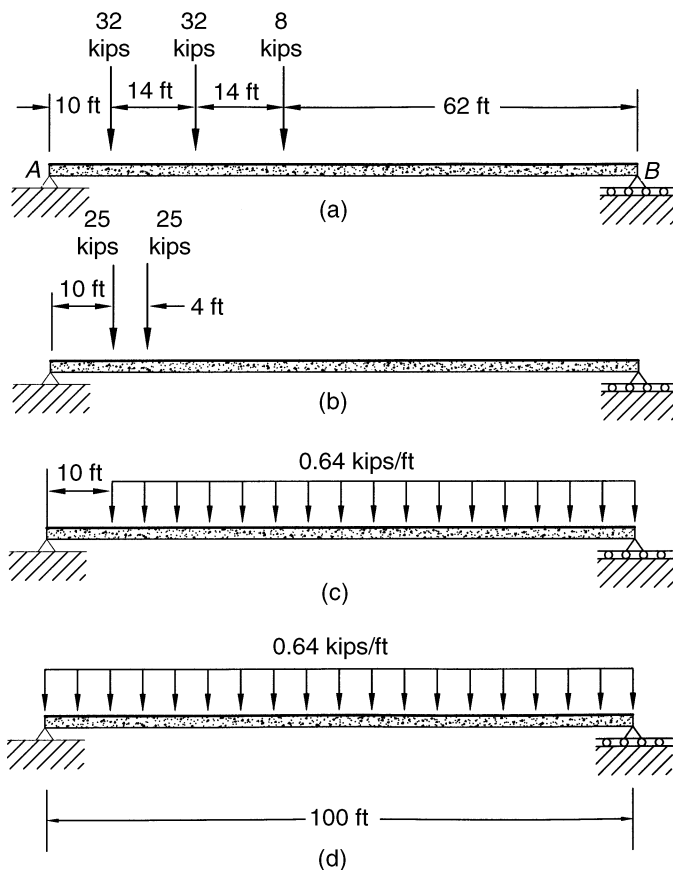 32 32 8
kips kips kips
10 ft 14 ft 14 ft 62 ft
A B
(a)
25 25
kips kips
10 ft 4 ft
(b)
0.64 kips/ft
10 ft
(c)
0.64 kips/ft
100 ft
(d)